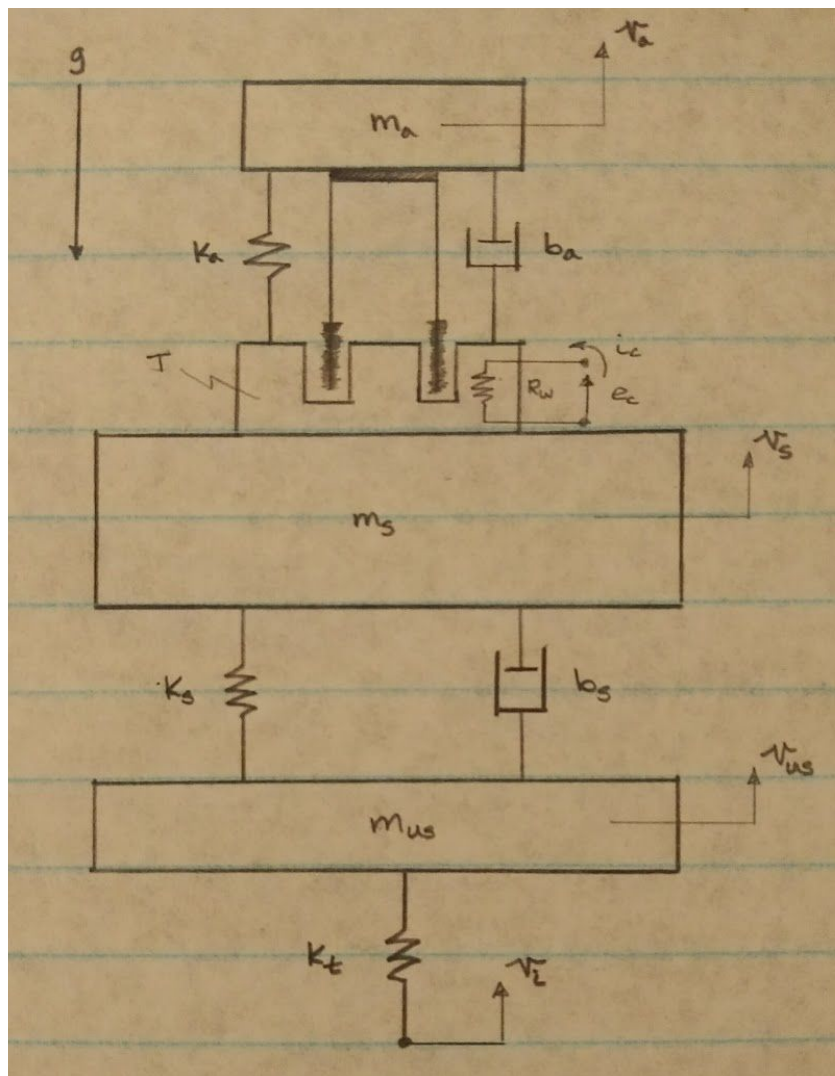 g
v_a
m_a
K_a
b_a
T
R_w
i_c
e_c
v_s
m_s
K_s
b_s
v_us
m_us
K_t
v_i